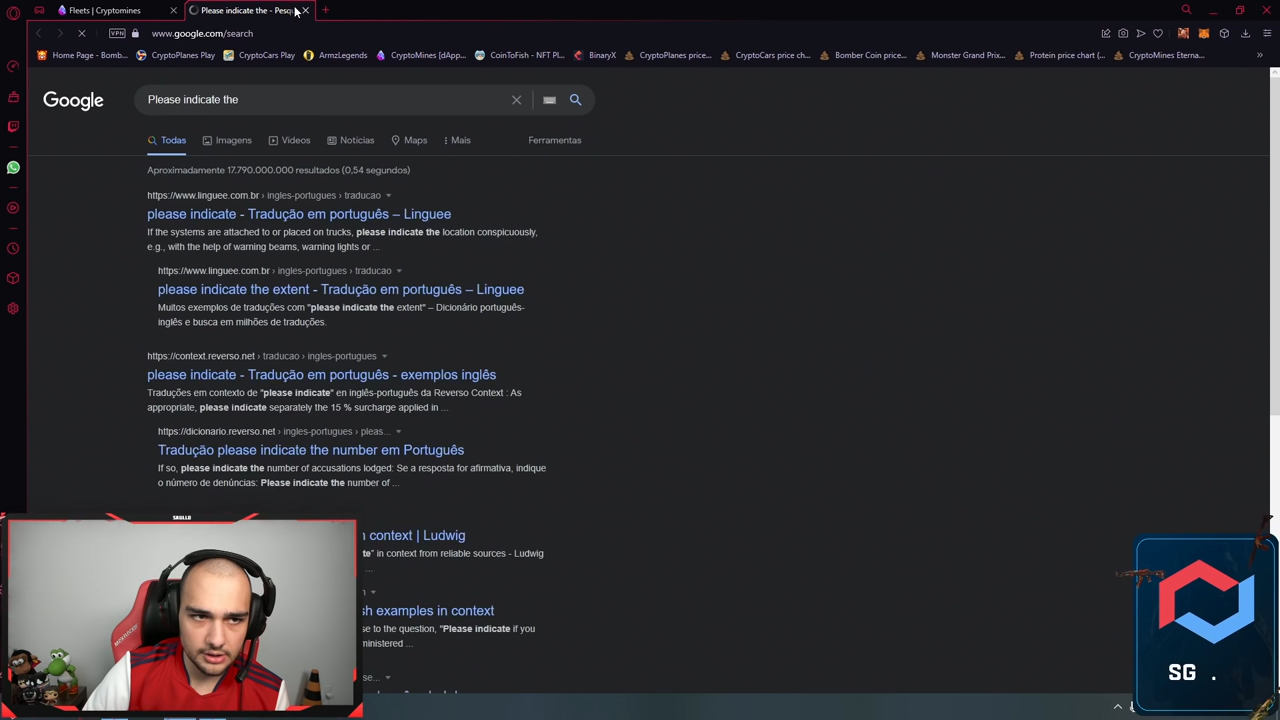 Fleets | Cryptomines
Please indicate the - Pesq
VPN
www.google.com/search
Home Page - Bomb...
CryptoPlanes Play
CryptoCars Play
ArmzLegends
CryptoMines [dApp...
CoinToFish - NFT Pl...
BinaryX
CryptoPlanes price...
CryptoCars price ch...
Bomber Coin price...
Monster Grand Prix...
Protein price chart (...
CryptoMines Eterna...
Google
Please indicate the
Todas
Imagens
Vídeos
Notícias
Maps
Mais
Ferramentas
Aproximadamente 17.790.000.000 resultados (0,54 segundos)
https://www.linguee.com.br › ingles-portugues › traducao
please indicate - Tradução em português – Linguee
If the systems are attached to or placed on trucks, please indicate the location conspicuously,
e.g., with the help of warning beams, warning lights or ...
https://www.linguee.com.br › ingles-portugues › traducao
please indicate the extent - Tradução em português – Linguee
Muitos exemplos de traduções com "please indicate the extent" – Dicionário português-
inglês e busca em milhões de traduções.
https://context.reverso.net › traducao › ingles-portugues
please indicate - Tradução em português - exemplos inglês
Traduções em contexto de "please indicate" en inglês-português da Reverso Context : As
appropriate, please indicate separately the 15 % surcharge applied in ...
https://dicionario.reverso.net › ingles-portugues › pleas...
Tradução please indicate the number em Português
If so, please indicate the number of accusations lodged: Se a resposta for afirmativa, indique
o número de denúncias: Please indicate the number of ...
context | Ludwig
te" in context from reliable sources - Ludwig
...
sh examples in context
se to the question, "Please indicate if you
ministered ...
se...
SKULLO
SG .